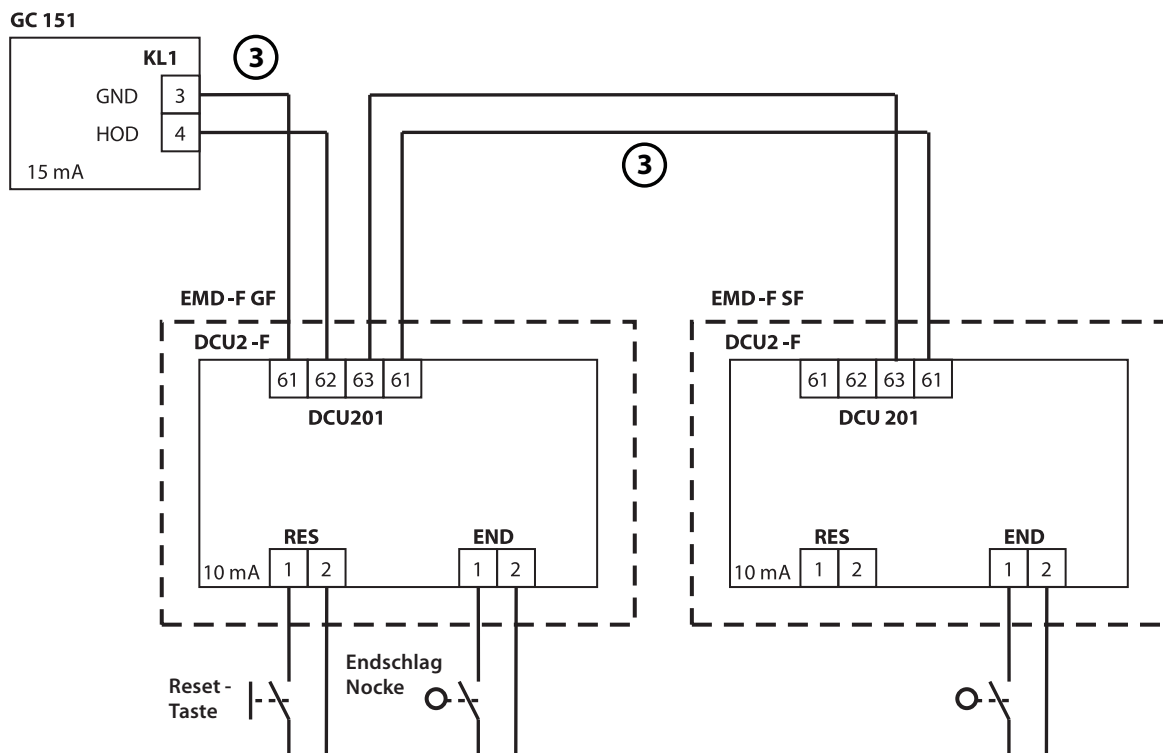 GC 151
KL1
3
GND 3
HOD 4
15 mA
3
EMD -F GF
EMD -F SF
DCU2 -F
DCU2 -F
61 62 63 61
61 62 63 61
DCU201
DCU 201
RES
END
RES
END
10 mA 1 2
1 2
10 mA 1 2
1 2
Endschlag
Nocke
Reset -
Taste